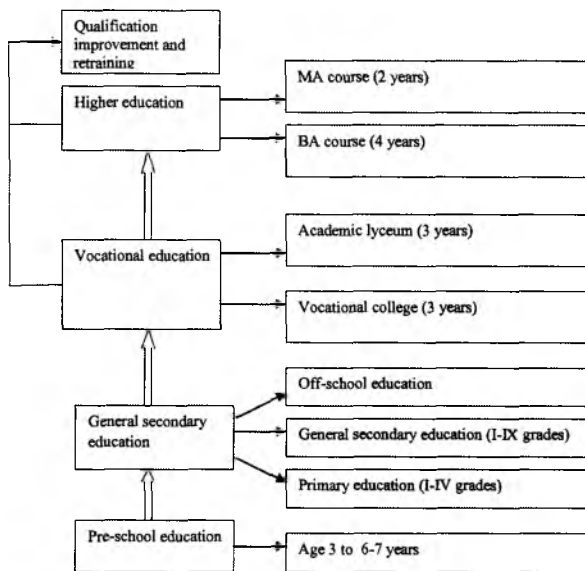 Qualification
improvement and
retraining
Higher education
MA course (2 years)
BA course (4 years)
Vocational education
Academic lyceum (3 years)
Vocational college (3 years)
General secondary
education
Off-school education
General secondary education (I-IX grades)
Primary education (I-IV grades)
Pre-school education
Age 3 to 6-7 years